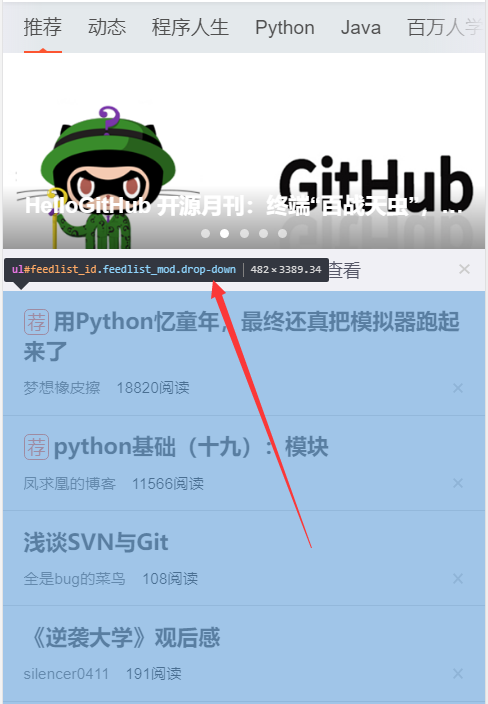 推荐 动态 程序人生 Python Java 百万人学
GitHub
HelloGitHub 开源月刊：终端“百战天虫”，...
ul#feedlist_id.feedlist_mod.drop-down 482×3389.34
查看 ×
荐 用Python忆童年，最终还真把模拟器跑起
来了
梦想橡皮擦 18820阅读 ×
荐 python基础（十九）：模块
凤求凰的博客 11566阅读 ×
浅谈SVN与Git
全是bug的菜鸟 108阅读 ×
《逆袭大学》观后感
silencer0411 191阅读 ×